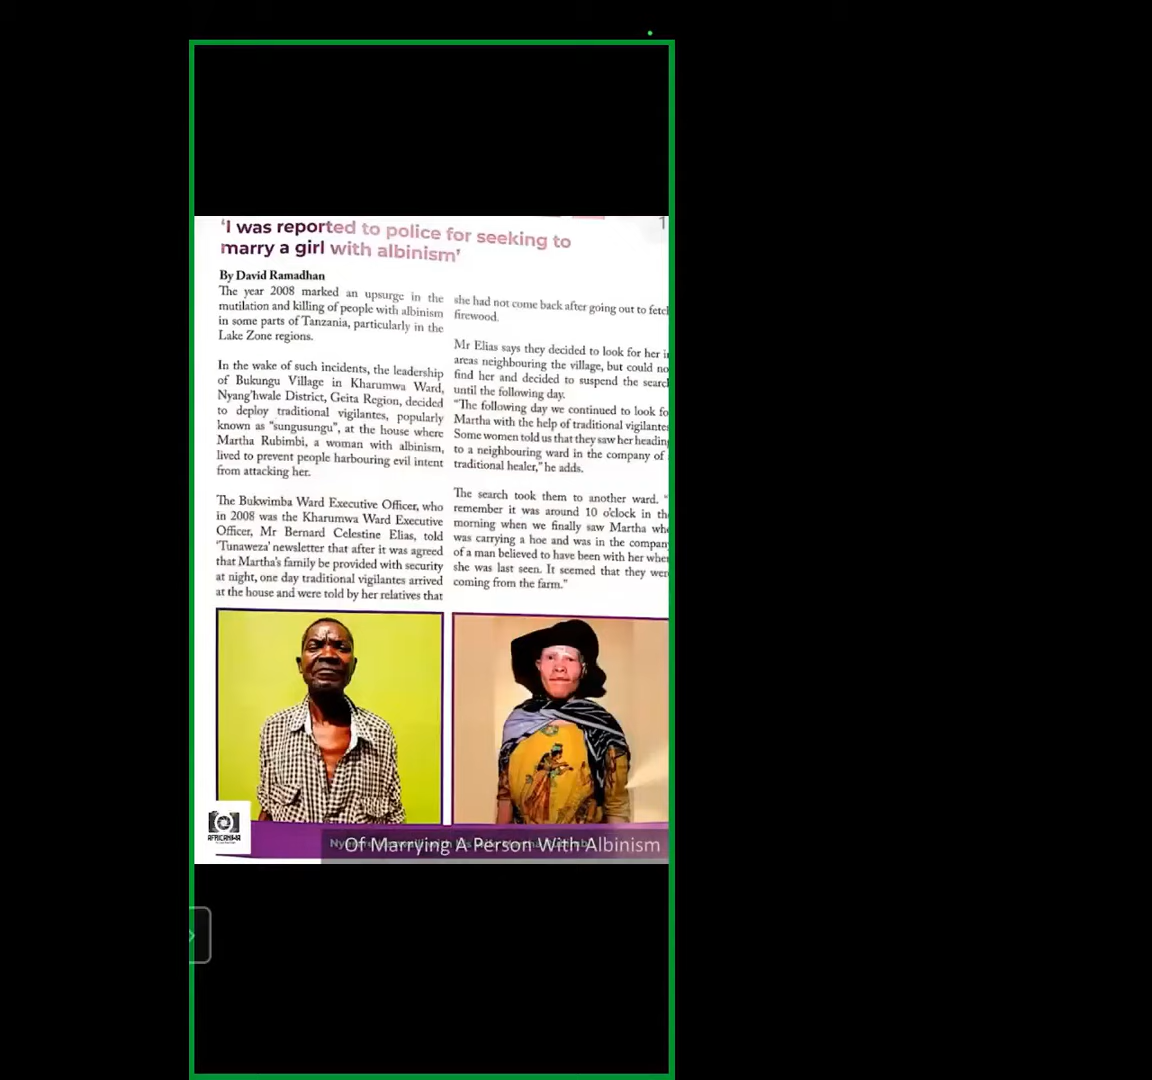 1
'I was reported to police for seeking to
marry a girl with albinism'
By David Ramadhan
The year 2008 marked an upsurge in the
mutilation and killing of people with albinism
in some parts of Tanzania, particularly in the
Lake Zone regions.
In the wake of such incidents, the leadership
of Bukungu Village in Kharumwa Ward,
Nyang'hwale District, Geita Region, decided
to deploy traditional vigilantes, popularly
known as "sungusungu", at the house where
Martha Rubimbi, a woman with albinism,
lived to prevent people harbouring evil intent
from attacking her.
The Bukwimba Ward Executive Officer, who
in 2008 was the Kharumwa Ward Executive
Officer, Mr Bernard Celestine Elias, told
'Tunaweza' newsletter that after it was agreed
that Martha's family be provided with security
at night, one day traditional vigilantes arrived
at the house and were told by her relatives that
she had not come back after going out to fetch
firewood.
Mr Elias says they decided to look for her
areas neighbouring the village, but could
find her and decided to suspend the
until the following day.
"The following day we continued to look
Martha with the help of traditional
Some women told us that they saw her
to a neighbouring ward in the company of
traditional healer," he adds.
The search took them to another ward.
remember it was around 10 o'clock in
morning when we finally saw Martha
was carrying a hoe and was in the
of a man believed to have been with her
she was last seen. It seemed that they
coming from the farm."
AFRICAMWA
Of Marrying A Person With Albinism